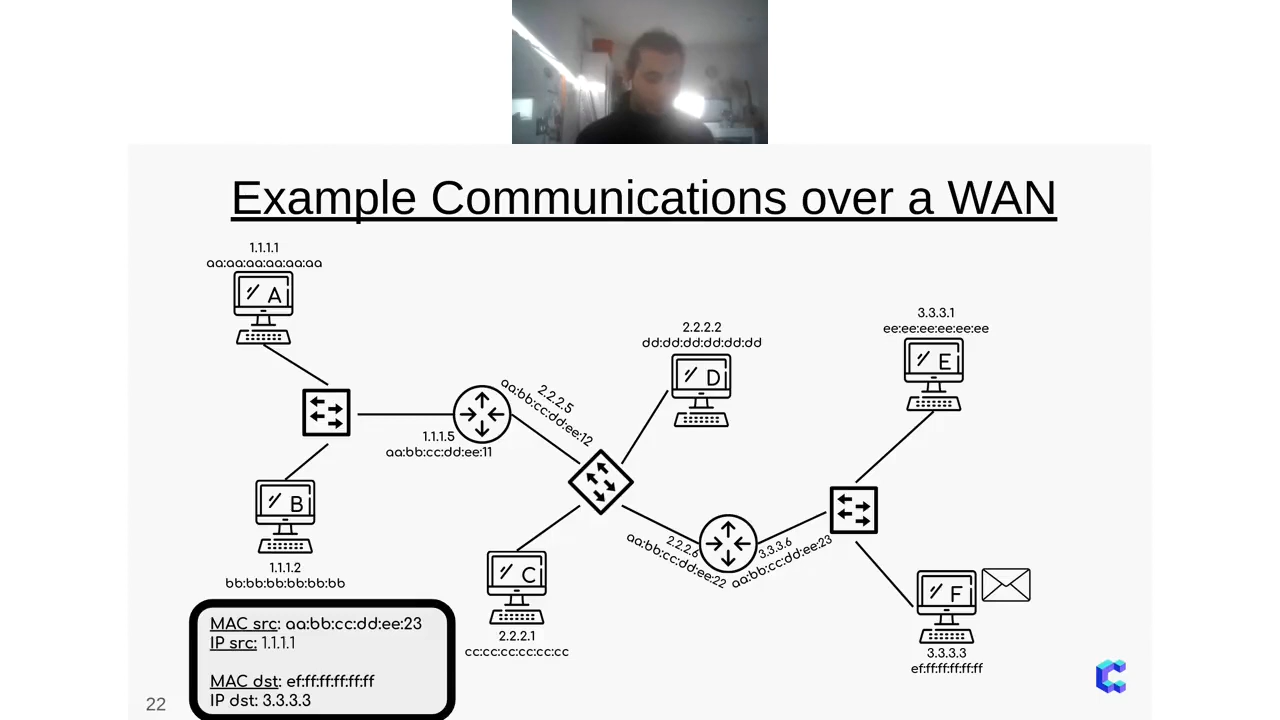 Example Communications over a WAN
1.1.1.1
aa:aa:aa:aa:aa:aa
A
3.3.3.1
ee:ee:ee:ee:ee:ee
E
2.2.2.2
dd:dd:dd:dd:dd:dd
D
2.2.2.5
aa:bb:cc:dd:ee:12
1.1.1.5
aa:bb:cc:dd:ee:11
B
1.1.1.2
bb:bb:bb:bb:bb:bb
2.2.2.6
aa:bb:cc:dd:ee:22
3.3.3.6
aa:bb:cc:dd:ee:23
C
2.2.2.1
cc:cc:cc:cc:cc:cc
F
3.3.3.3
ef:ff:ff:ff:ff:ff
MAC src: aa:bb:cc:dd:ee:23
IP src: 1.1.1.1
MAC dst: ef:ff:ff:ff:ff:ff
IP dst: 3.3.3.3
22